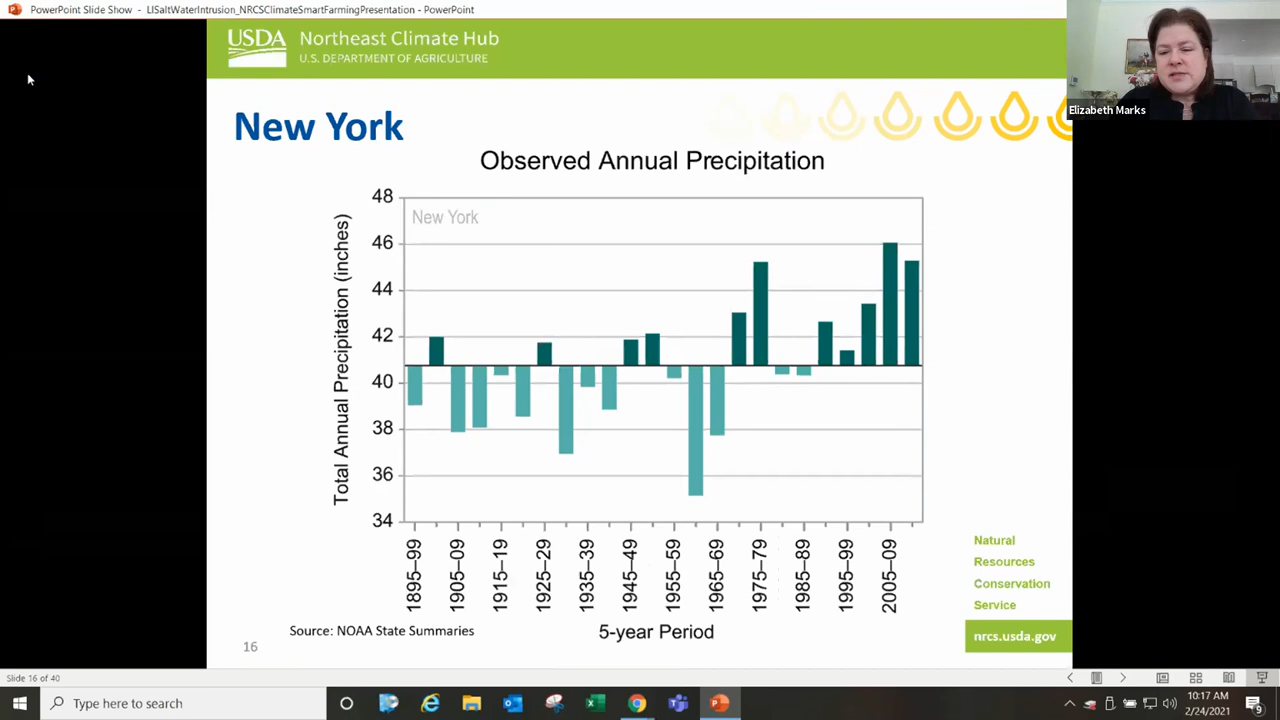 PowerPoint Slide Show - LISaltWaterIntrusion_NRCSClimateSmartFarmingPresentation - PowerPoint
USDA
Northeast Climate Hub
U.S. DEPARTMENT OF AGRICULTURE
Elizabeth Marks
New York
Observed Annual Precipitation
Total Annual Precipitation (inches)
48
46
44
42
40
38
36
34
New York
1895–99
1905–09
1915–19
1925–29
1935–39
1945–49
1955–59
1965–69
1975–79
1985–89
1995–99
2005–09
5-year Period
Source: NOAA State Summaries
16
Natural
Resources
Conservation
Service
nrcs.usda.gov
Slide 16 of 40
Type here to search
10:17 AM
2/24/2021
9